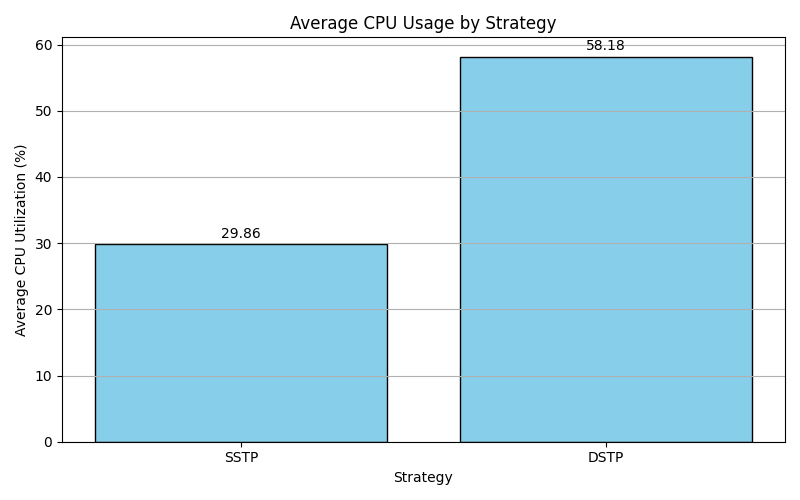 Average CPU Usage by Strategy
60
50
40
30
20
10
0
Average CPU Utilization (%)
58.18
29.86
SSTP
DSTP
Strategy